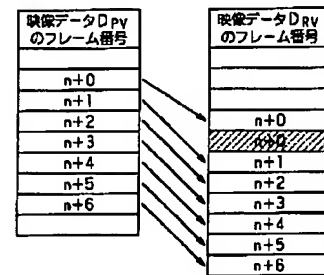 映像データDPV
のフレーム番号
n+0
n+1
n+2
n+3
n+4
n+5
n+6
映像データDRV
のフレーム番号
n+0
n+0
n+1
n+2
n+3
n+4
n+5
n+6